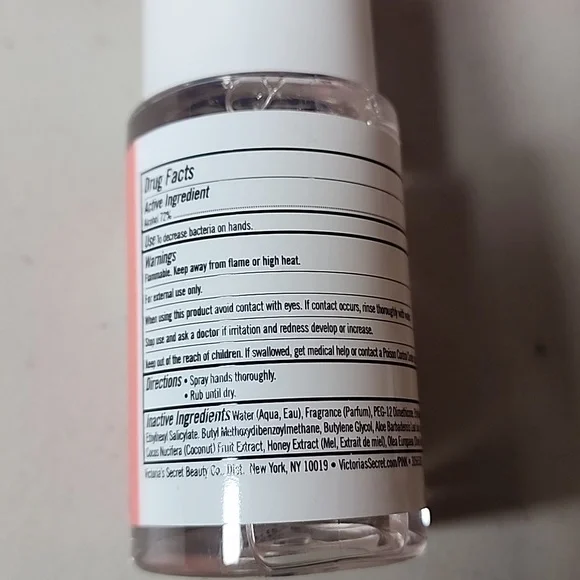 Drug Facts
Active Ingredient
Alcohol 72%
Use To decrease bacteria on hands.
Warnings
Flammable. Keep away from flame or high heat.
For external use only.
When using this product avoid contact with eyes. If contact occurs, rinse thoroughly with
Stop use and ask a doctor if irritation and redness develop or increase.
Keep out of the reach of children. If swallowed, get medical help or contact a Poison Control
Directions • Spray hands thoroughly.
• Rub until dry.
Inactive Ingredients Water (Aqua, Eau), Fragrance (Parfum), PEG-12 Dimethicone,
Ethylhexyl Salicylate, Butyl Methoxydibenzoylmethane, Butylene Glycol, Aloe Barbadensis Leaf
Cocos Nucifera (Coconut) Fruit Extract, Honey Extract (Mel, Extrait de miel), Olea Europaea
Victoria's Secret Beauty Co., Dist. New York, NY 10019 • VictoriasSecret.com/PINK •